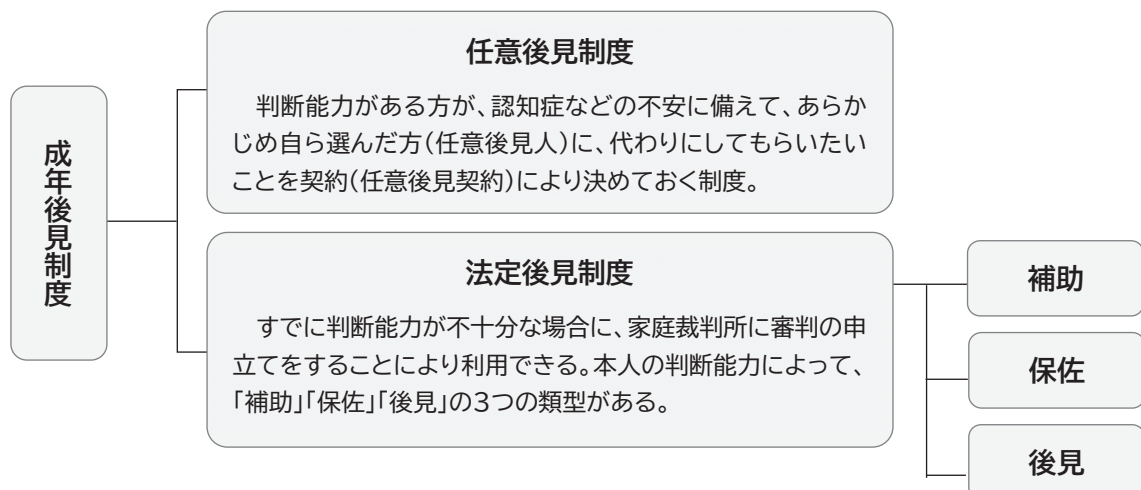 成年後見制度
任意後見制度
判断能力がある方が、認知症などの不安に備えて、あらか
じめ自ら選んだ方(任意後見人)に、代わりにしてもらいたい
ことを契約(任意後見契約)により決めておく制度。
法定後見制度
すでに判断能力が不十分な場合に、家庭裁判所に審判の申
立てをすることにより利用できる。本人の判断能力によって、
「補助」「保佐」「後見」の3つの類型がある。
補助
保佐
後見